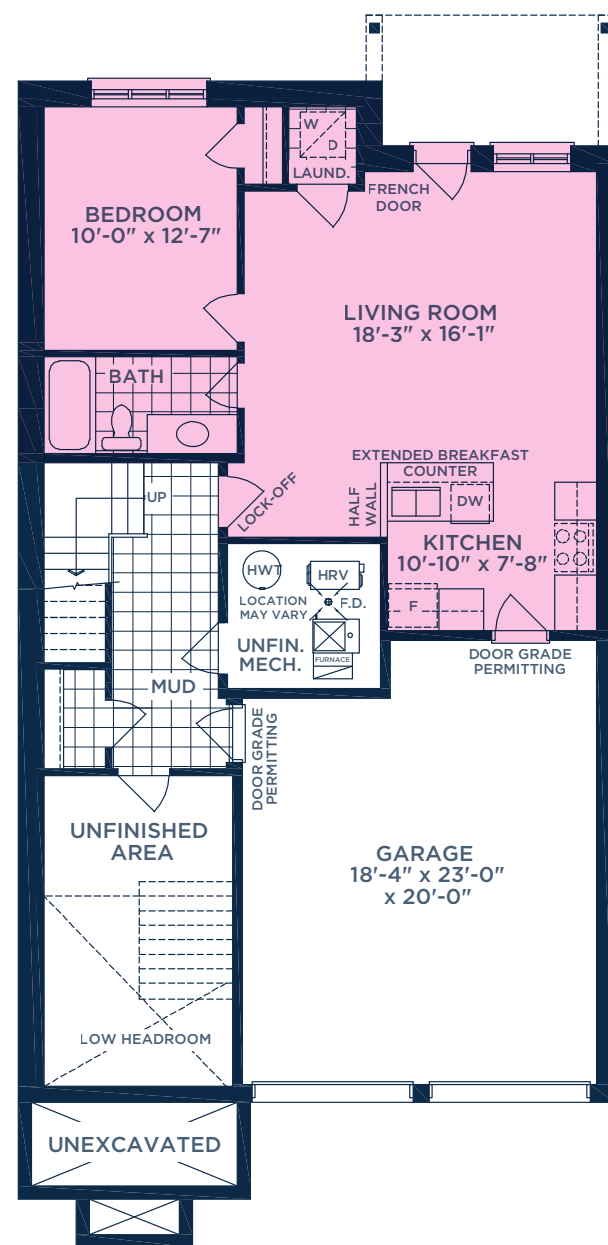 W
D
LAUND.
FRENCH
DOOR
BEDROOM
10'-0" x 12'-7"
LIVING ROOM
18'-3" x 16'-1"
BATH
EXTENDED BREAKFAST
COUNTER
UP
LOCK-OFF
HALF
WALL
DW
KITCHEN
10'-10" x 7'-8"
HWT
HRV
LOCATION
MAY VARY
F.D.
F
UNFIN.
MECH.
FURNACE
DOOR GRADE
PERMITTING
MUD
DOOR GRADE
PERMITTING
UNFINISHED
AREA
GARAGE
18'-4" x 23'-0"
x 20'-0"
LOW HEADROOM
UNEXCAVATED